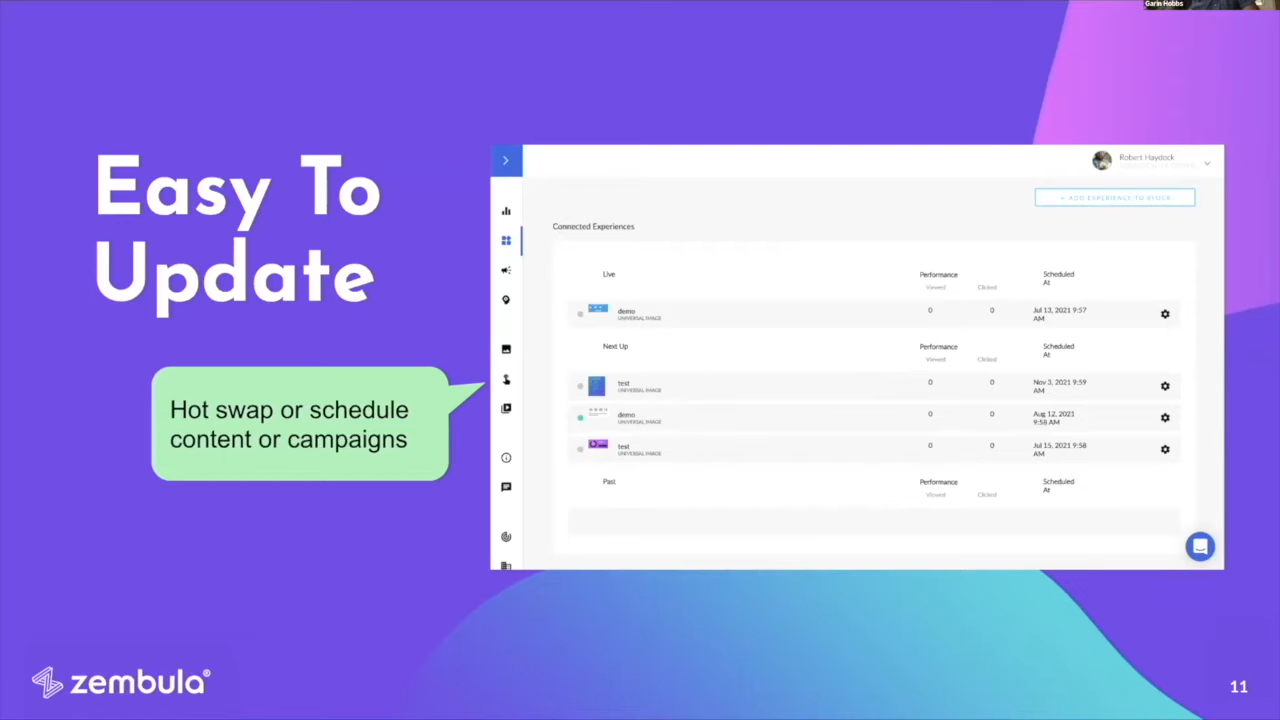 Garin Hobbs
Easy To
Update
Hot swap or schedule
content or campaigns
Robert Haydock
+ ADD EXPERIENCE TO BLOCK
Connected Experiences
Live Performance Scheduled
Viewed Clicked At
demo 0 0 Jul 13, 2021 9:57
UNIVERSAL IMAGE AM
Next Up Performance Scheduled
Viewed Clicked At
test 0 0 Nov 3, 2021 9:59
UNIVERSAL IMAGE AM
demo 0 0 Aug 12, 2021
UNIVERSAL IMAGE 9:58 AM
test 0 0 Jul 15, 2021 9:58
UNIVERSAL IMAGE AM
Past Performance Scheduled
Viewed Clicked At
zembula®
11